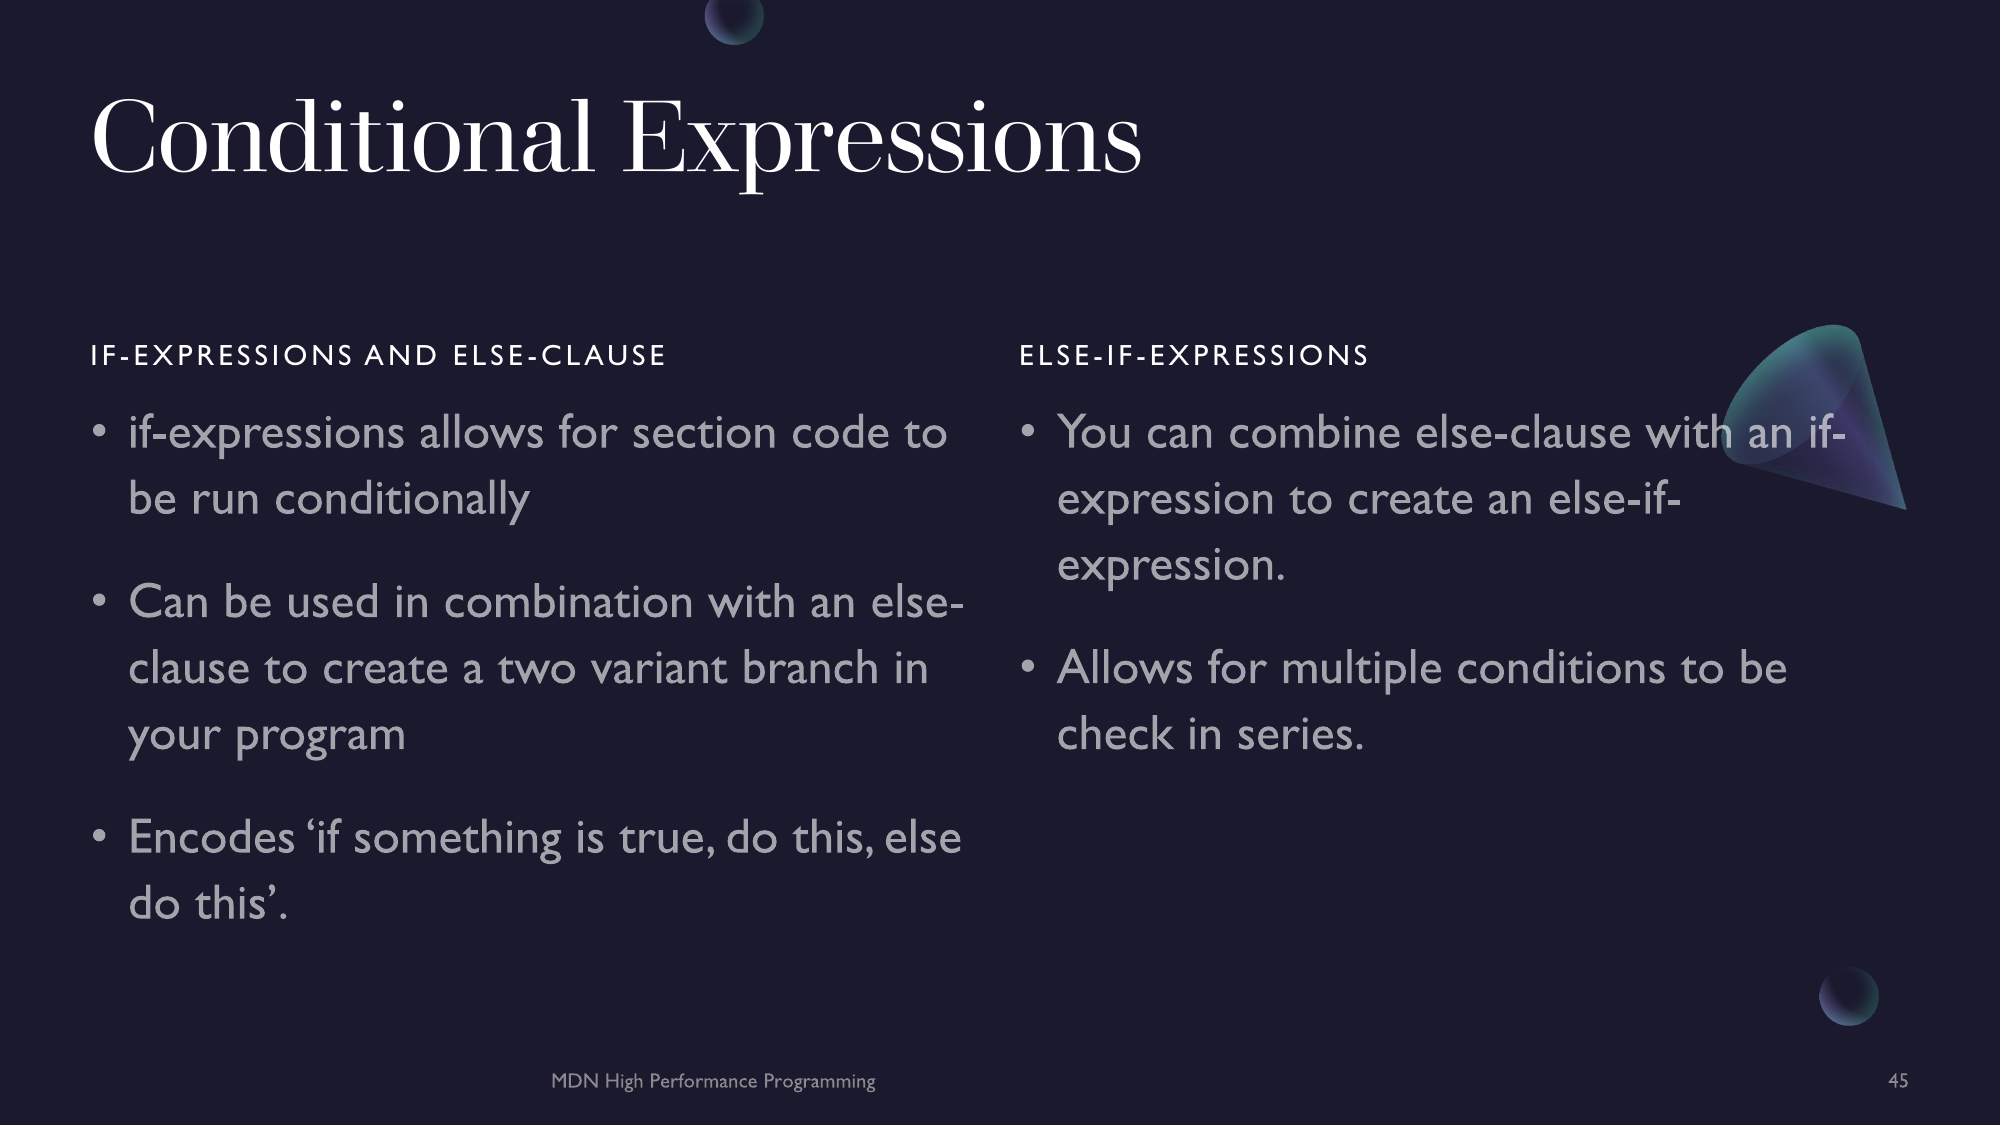 Conditional Expressions
IF-EXPRESSIONS AND ELSE-CLAUSE
• if-expressions allows for section code to
be run conditionally
• Can be used in combination with an else-
clause to create a two variant branch in
your program
• Encodes ‘if something is true, do this, else
do this’.
ELSE-IF-EXPRESSIONS
• You can combine else-clause with an if-
expression to create an else-if-
expression.
• Allows for multiple conditions to be
check in series.
MDN High Performance Programming
45